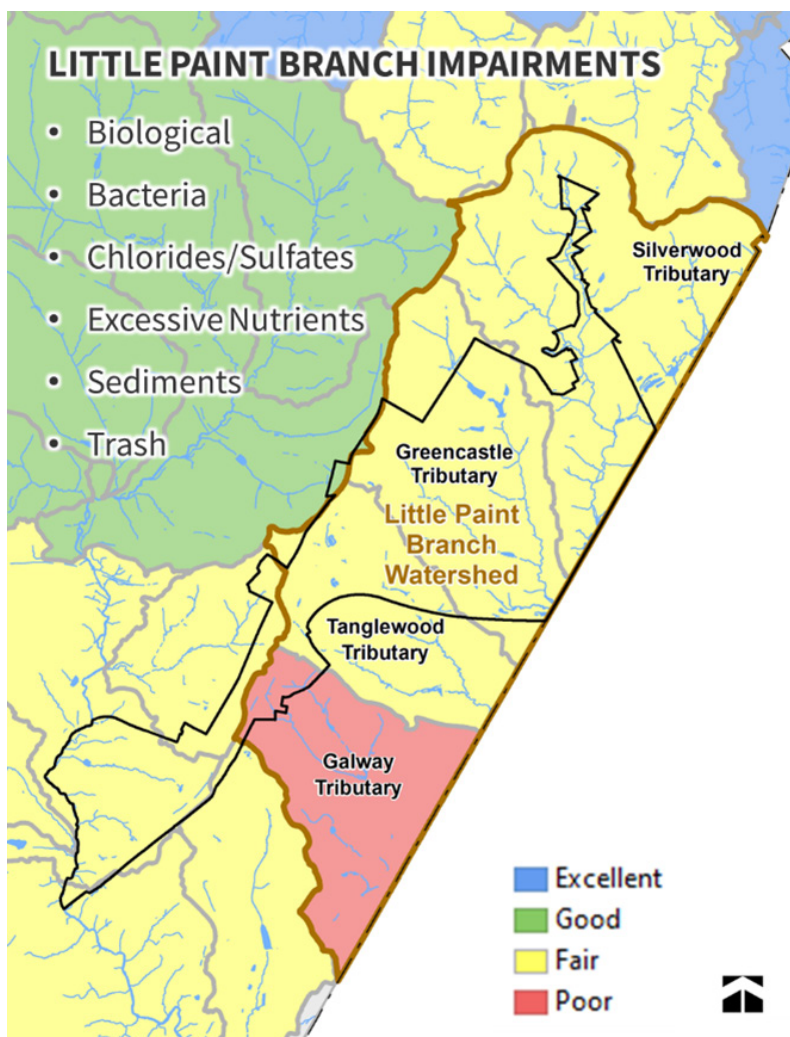 LITTLE PAINT BRANCH IMPAIRMENTS
• Biological
• Bacteria
• Chlorides/Sulfates
• Excessive Nutrients
• Sediments
• Trash
Silverwood
Tributary
Greencastle
Tributary
Little Paint
Branch
Watershed
Tanglewood
Tributary
Galway
Tributary
Excellent
Good
Fair
Poor